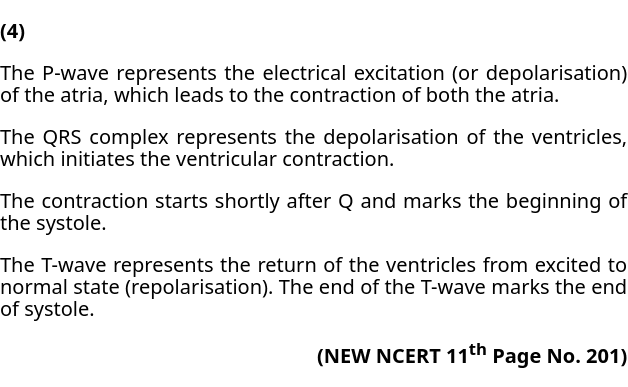 (4)
The P-wave represents the electrical excitation (or depolarisation)
of the atria, which leads to the contraction of both the atria.
The QRS complex represents the depolarisation of the ventricles,
which initiates the ventricular contraction.
The contraction starts shortly after Q and marks the beginning of
the systole.
The T-wave represents the return of the ventricles from excited to
normal state (repolarisation). The end of the T-wave marks the end
of systole.
(NEW NCERT 11th Page No. 201)